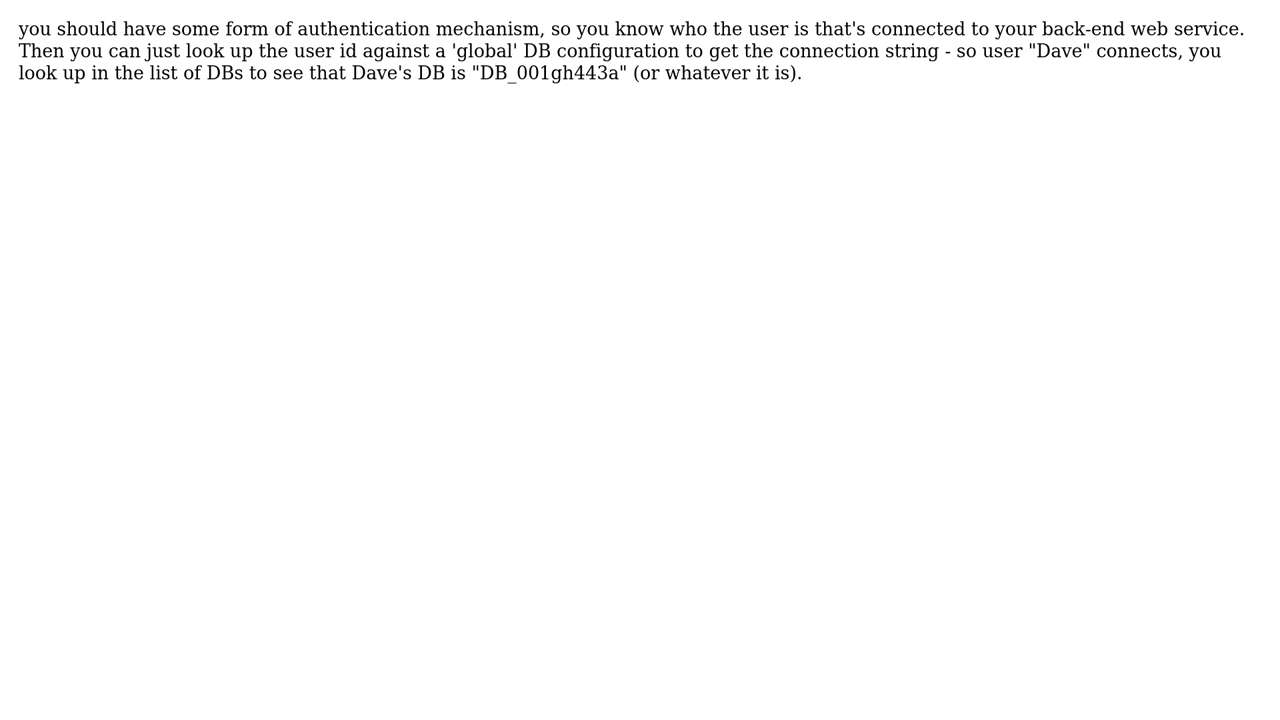 you should have some form of authentication mechanism, so you know who the user is that's connected to your back-end web service.
Then you can just look up the user id against a 'global' DB configuration to get the connection string - so user "Dave" connects, you
look up in the list of DBs to see that Dave's DB is "DB_001gh443a" (or whatever it is).